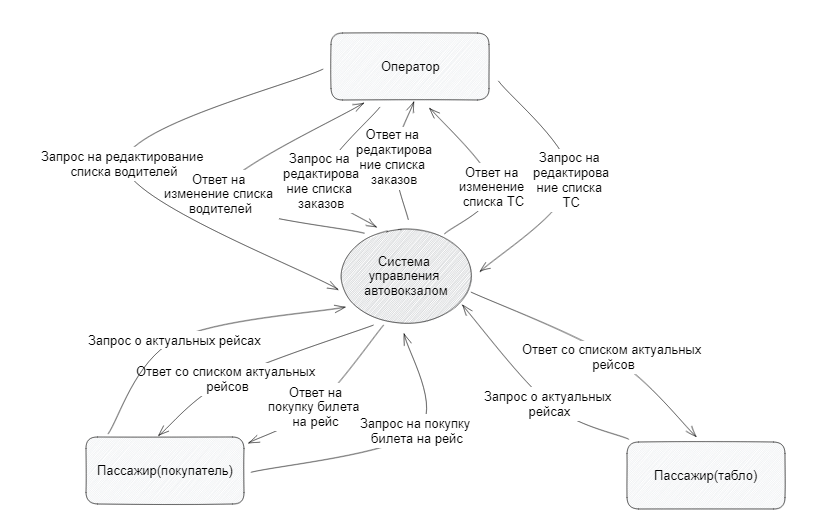 Оператор
Запрос на редактирование
списка водителей
Ответ на
изменение списка
водителей
Запрос на
редактирова
ние списка
заказов
Ответ на
редактирова
ние списка
заказов
Ответ на
изменение
списка ТС
Запрос на
редактирова
ние списка
ТС
Система
управления
автовокзалом
Запрос о актуальных рейсах
Ответ со списком актуальных
рейсов
Ответ на
покупку билета
на рейс
Запрос на покупку
билета на рейс
Ответ со списком актуальных
рейсов
Запрос о актуальных
рейсах
Пассажир(покупатель)
Пассажир(табло)